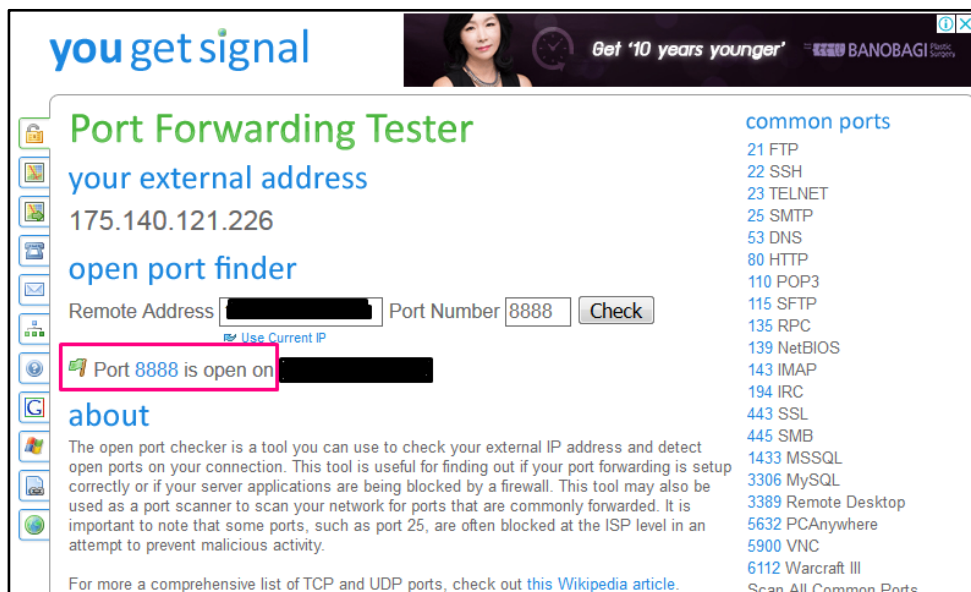 you get signal
Get '10 years younger'
BANOBAGI Plastic Surgery
Port Forwarding Tester
your external address
175.140.121.226
open port finder
Remote Address
Port Number 8888 Check
Use Current IP
Port 8888 is open on
about
The open port checker is a tool you can use to check your external IP address and detect
open ports on your connection. This tool is useful for finding out if your port forwarding is setup
correctly or if your server applications are being blocked by a firewall. This tool may also be
used as a port scanner to scan your network for ports that are commonly forwarded. It is
important to note that some ports, such as port 25, are often blocked at the ISP level in an
attempt to prevent malicious activity.
For more a comprehensive list of TCP and UDP ports, check out this Wikipedia article.
common ports
21 FTP
22 SSH
23 TELNET
25 SMTP
53 DNS
80 HTTP
110 POP3
115 SFTP
135 RPC
139 NetBIOS
143 IMAP
194 IRC
443 SSL
445 SMB
1433 MSSQL
3306 MySQL
3389 Remote Desktop
5632 PCAnywhere
5900 VNC
6112 Warcraft III
Scan All Common Ports